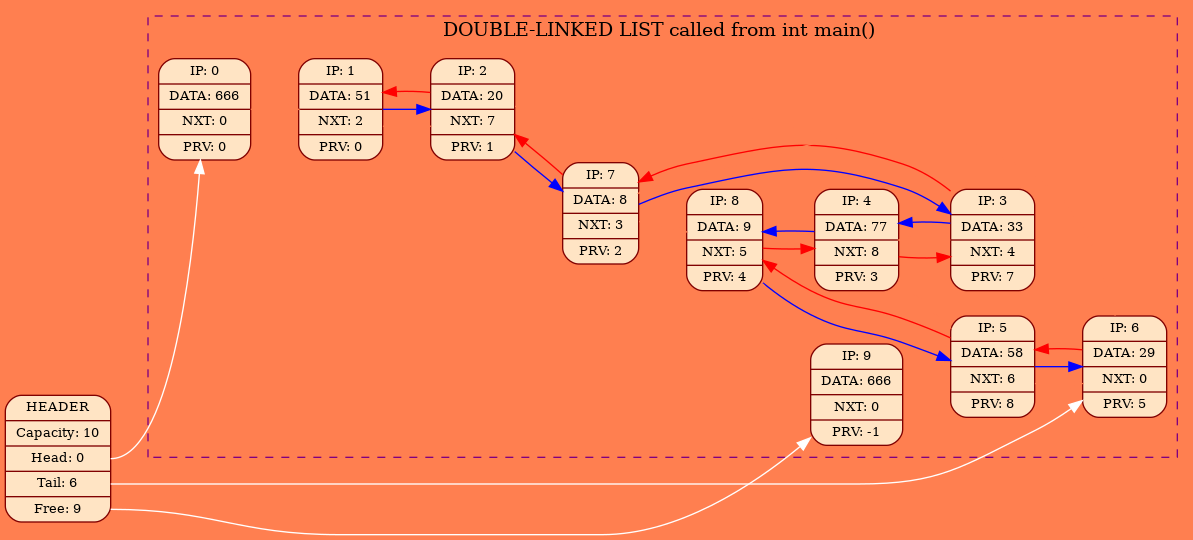 DOUBLE-LINKED LIST called from int main()
IP: 0
DATA: 666
NXT: 0
PRV: 0
IP: 1
DATA: 51
NXT: 2
PRV: 0
IP: 2
DATA: 20
NXT: 7
PRV: 1
IP: 7
DATA: 8
NXT: 3
PRV: 2
IP: 8
DATA: 9
NXT: 5
PRV: 4
IP: 4
DATA: 77
NXT: 8
PRV: 3
IP: 3
DATA: 33
NXT: 4
PRV: 7
IP: 5
DATA: 58
NXT: 6
PRV: 8
IP: 6
DATA: 29
NXT: 0
PRV: 5
IP: 9
DATA: 666
NXT: 0
PRV: -1
HEADER
Capacity: 10
Head: 0
Tail: 6
Free: 9